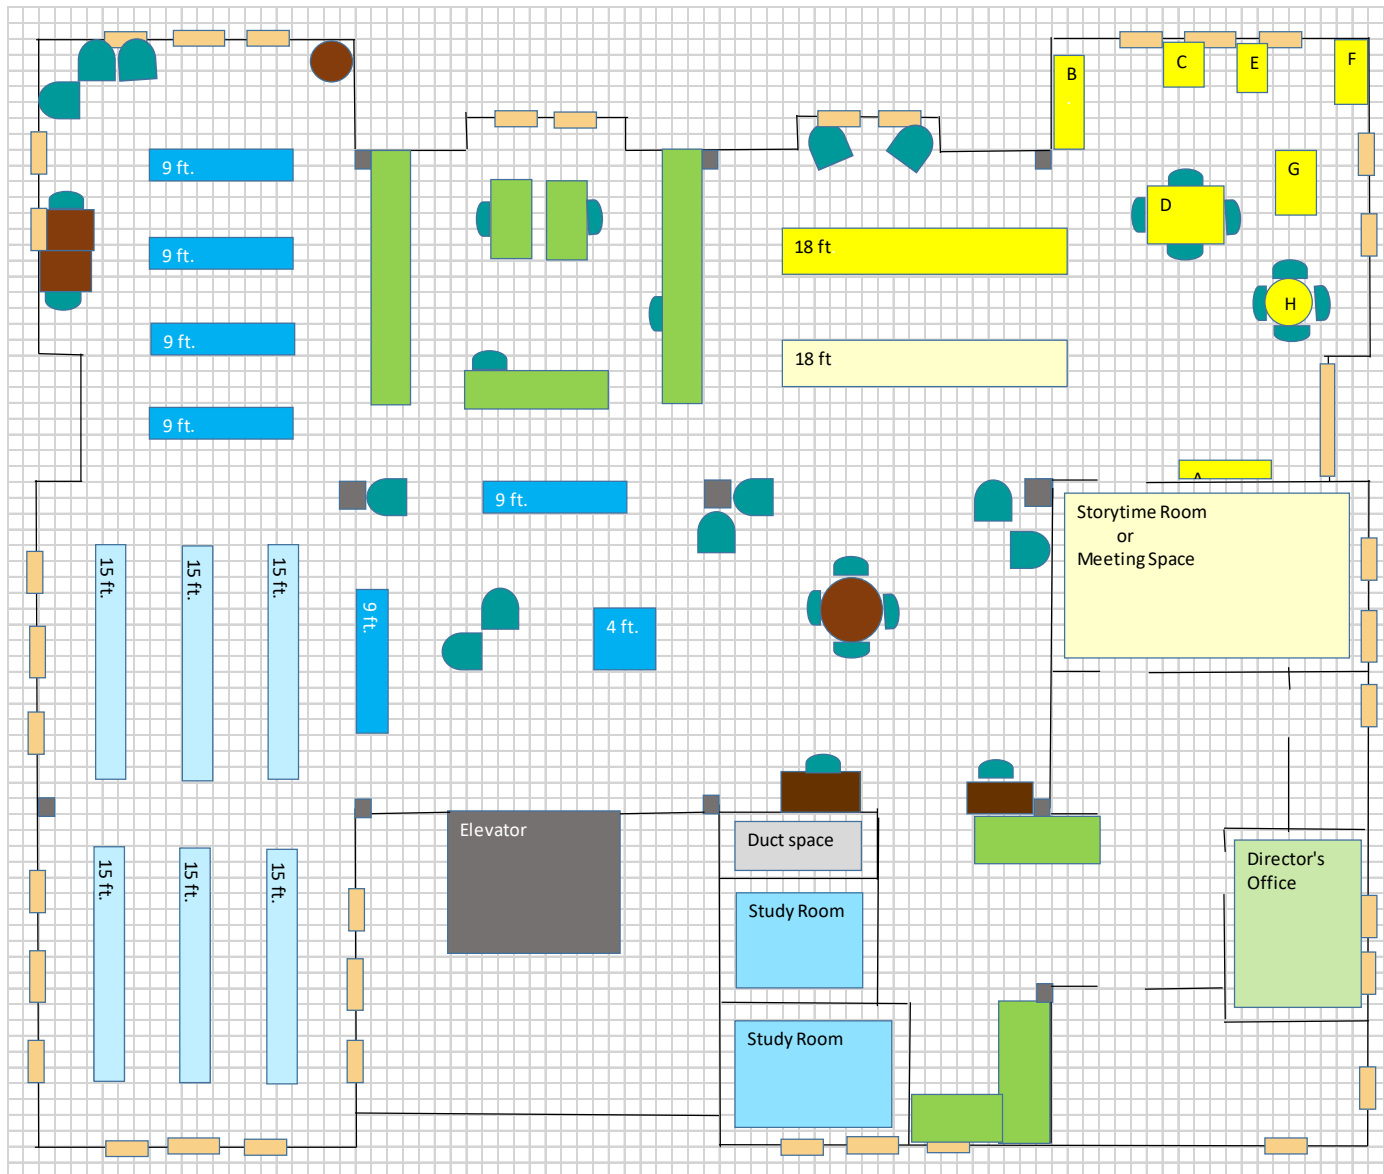 B
C
E
F
9 ft.
G
D
18 ft
9 ft.
H
9 ft.
18 ft
9 ft.
A
9 ft.
Storytime Room
or
Meeting Space
15 ft.
15 ft.
15 ft.
9 ft.
4 ft.
Elevator
Duct space
15 ft.
15 ft.
15 ft.
Director's
Office
Study Room
Study Room